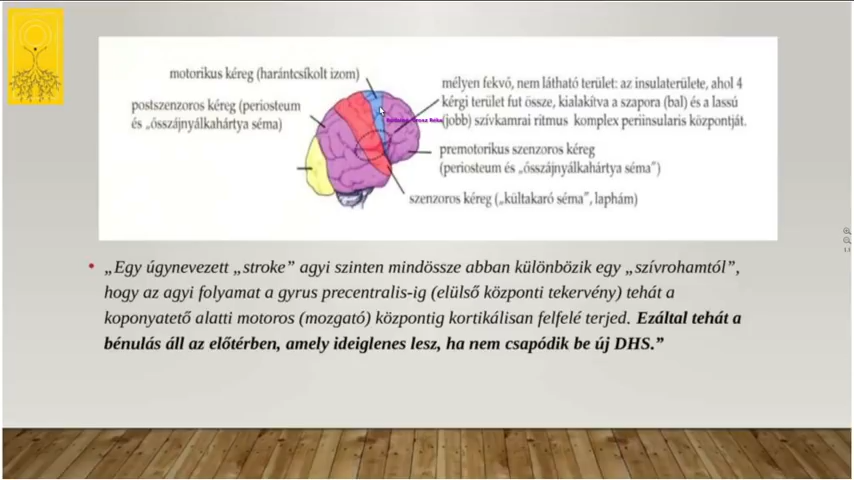 motorikus kéreg (harántcsíkolt izom)
postszenzoros kéreg (periosteum
és „ősszájnyálkahártya séma)
mélyen fekvő, nem látható terület: az insulaterülete, ahol 4
kérgi terület fut össze, kialakítva a szapora (bal) és a lassú
(jobb) szívkamrai ritmus komplex periinsularis központját.
premotorikus szenzoros kéreg
(periosteum és „ősszájnyálkahártya séma”)
szenzoros kéreg („kültakaró séma”, laphám)
• „Egy úgynevezett „stroke” agyi szinten mindössze abban különbözik egy „szívrohamtól”,
hogy az agyi folyamat a gyrus precentralis-ig (elülső központi tekervény) tehát a
koponyatető alatti motoros (mozgató) központig kortikálisan felfelé terjed. Ezáltal tehát a
bénulás áll az előtérben, amely ideiglenes lesz, ha nem csapódik be új DHS.”